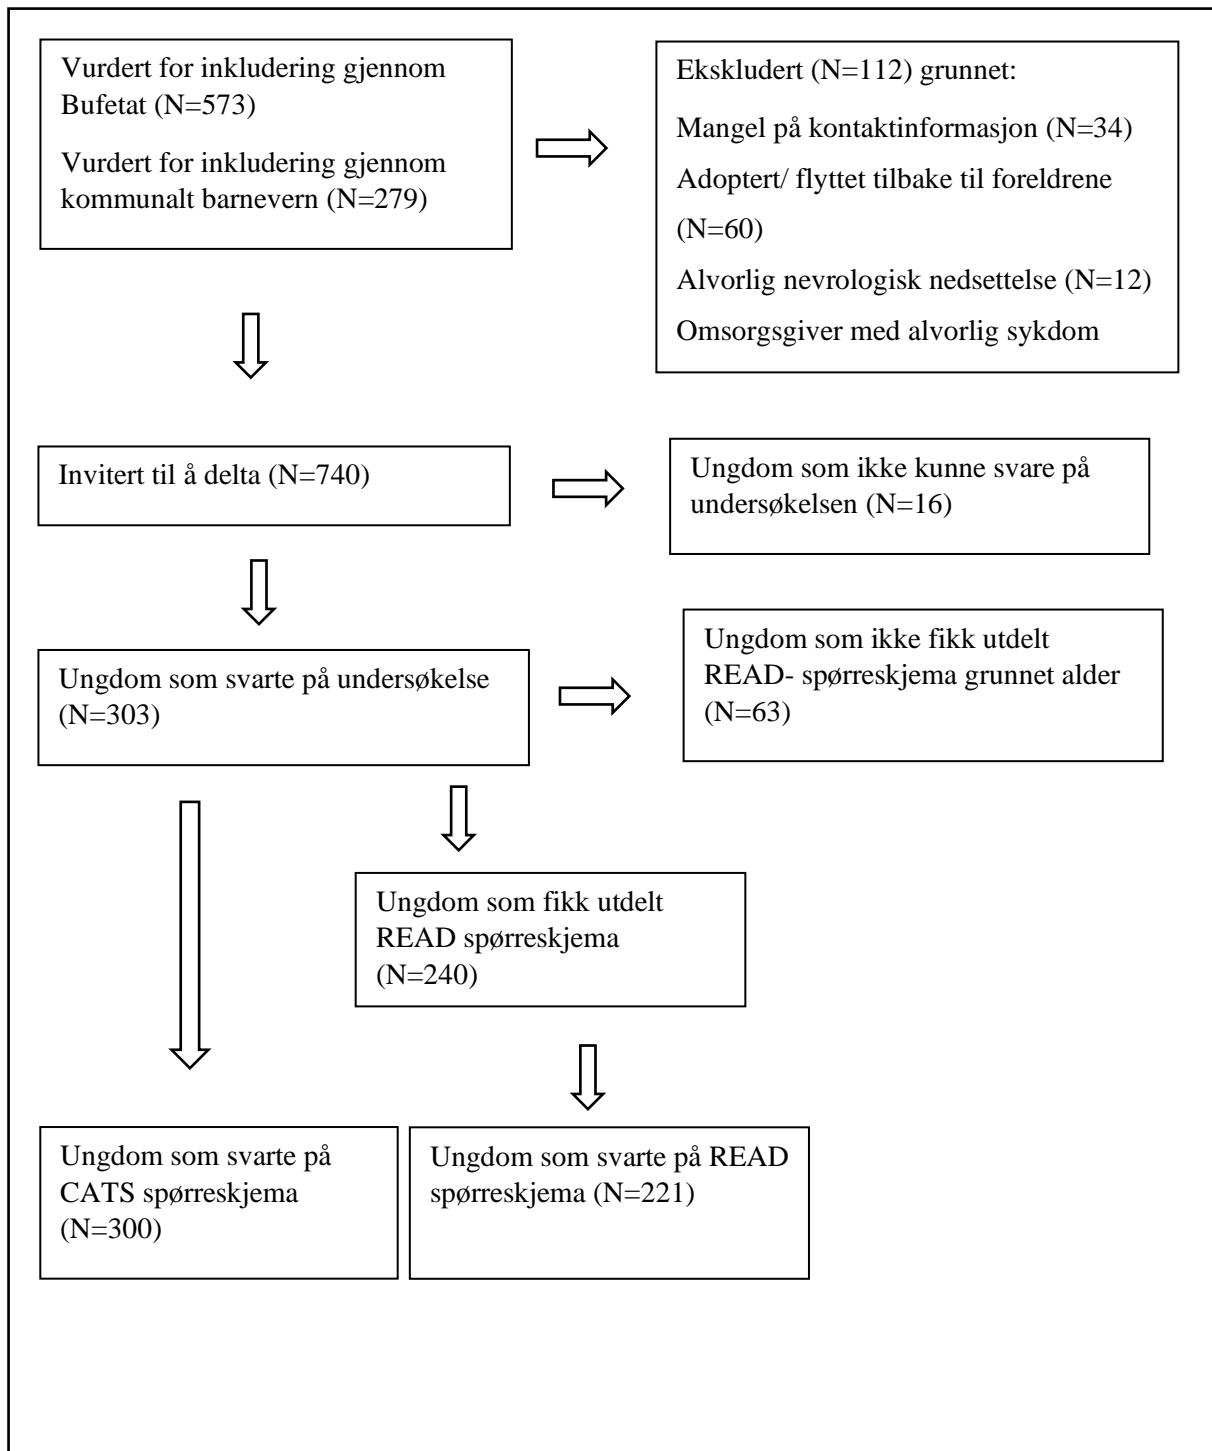 Vurdert for inkludering gjennom
Bufetat (N=573)
Vurdert for inkludering gjennom
kommunalt barnevern (N=279)
Ekskludert (N=112) grunnet:
Mangel på kontaktinformasjon (N=34)
Adoptert/ flyttet tilbake til foreldrene
(N=60)
Alvorlig nevrologisk nedsettelse (N=12)
Omsorgsgiver med alvorlig sykdom
Invitert til å delta (N=740)
Ungdom som ikke kunne svare på
undersøkelsen (N=16)
Ungdom som svarte på undersøkelse
(N=303)
Ungdom som ikke fikk utdelt
READ- spørreskjema grunnet alder
(N=63)
Ungdom som fikk utdelt
READ spørreskjema
(N=240)
Ungdom som svarte på
CATS spørreskjema
(N=300)
Ungdom som svarte på READ
spørreskjema (N=221)